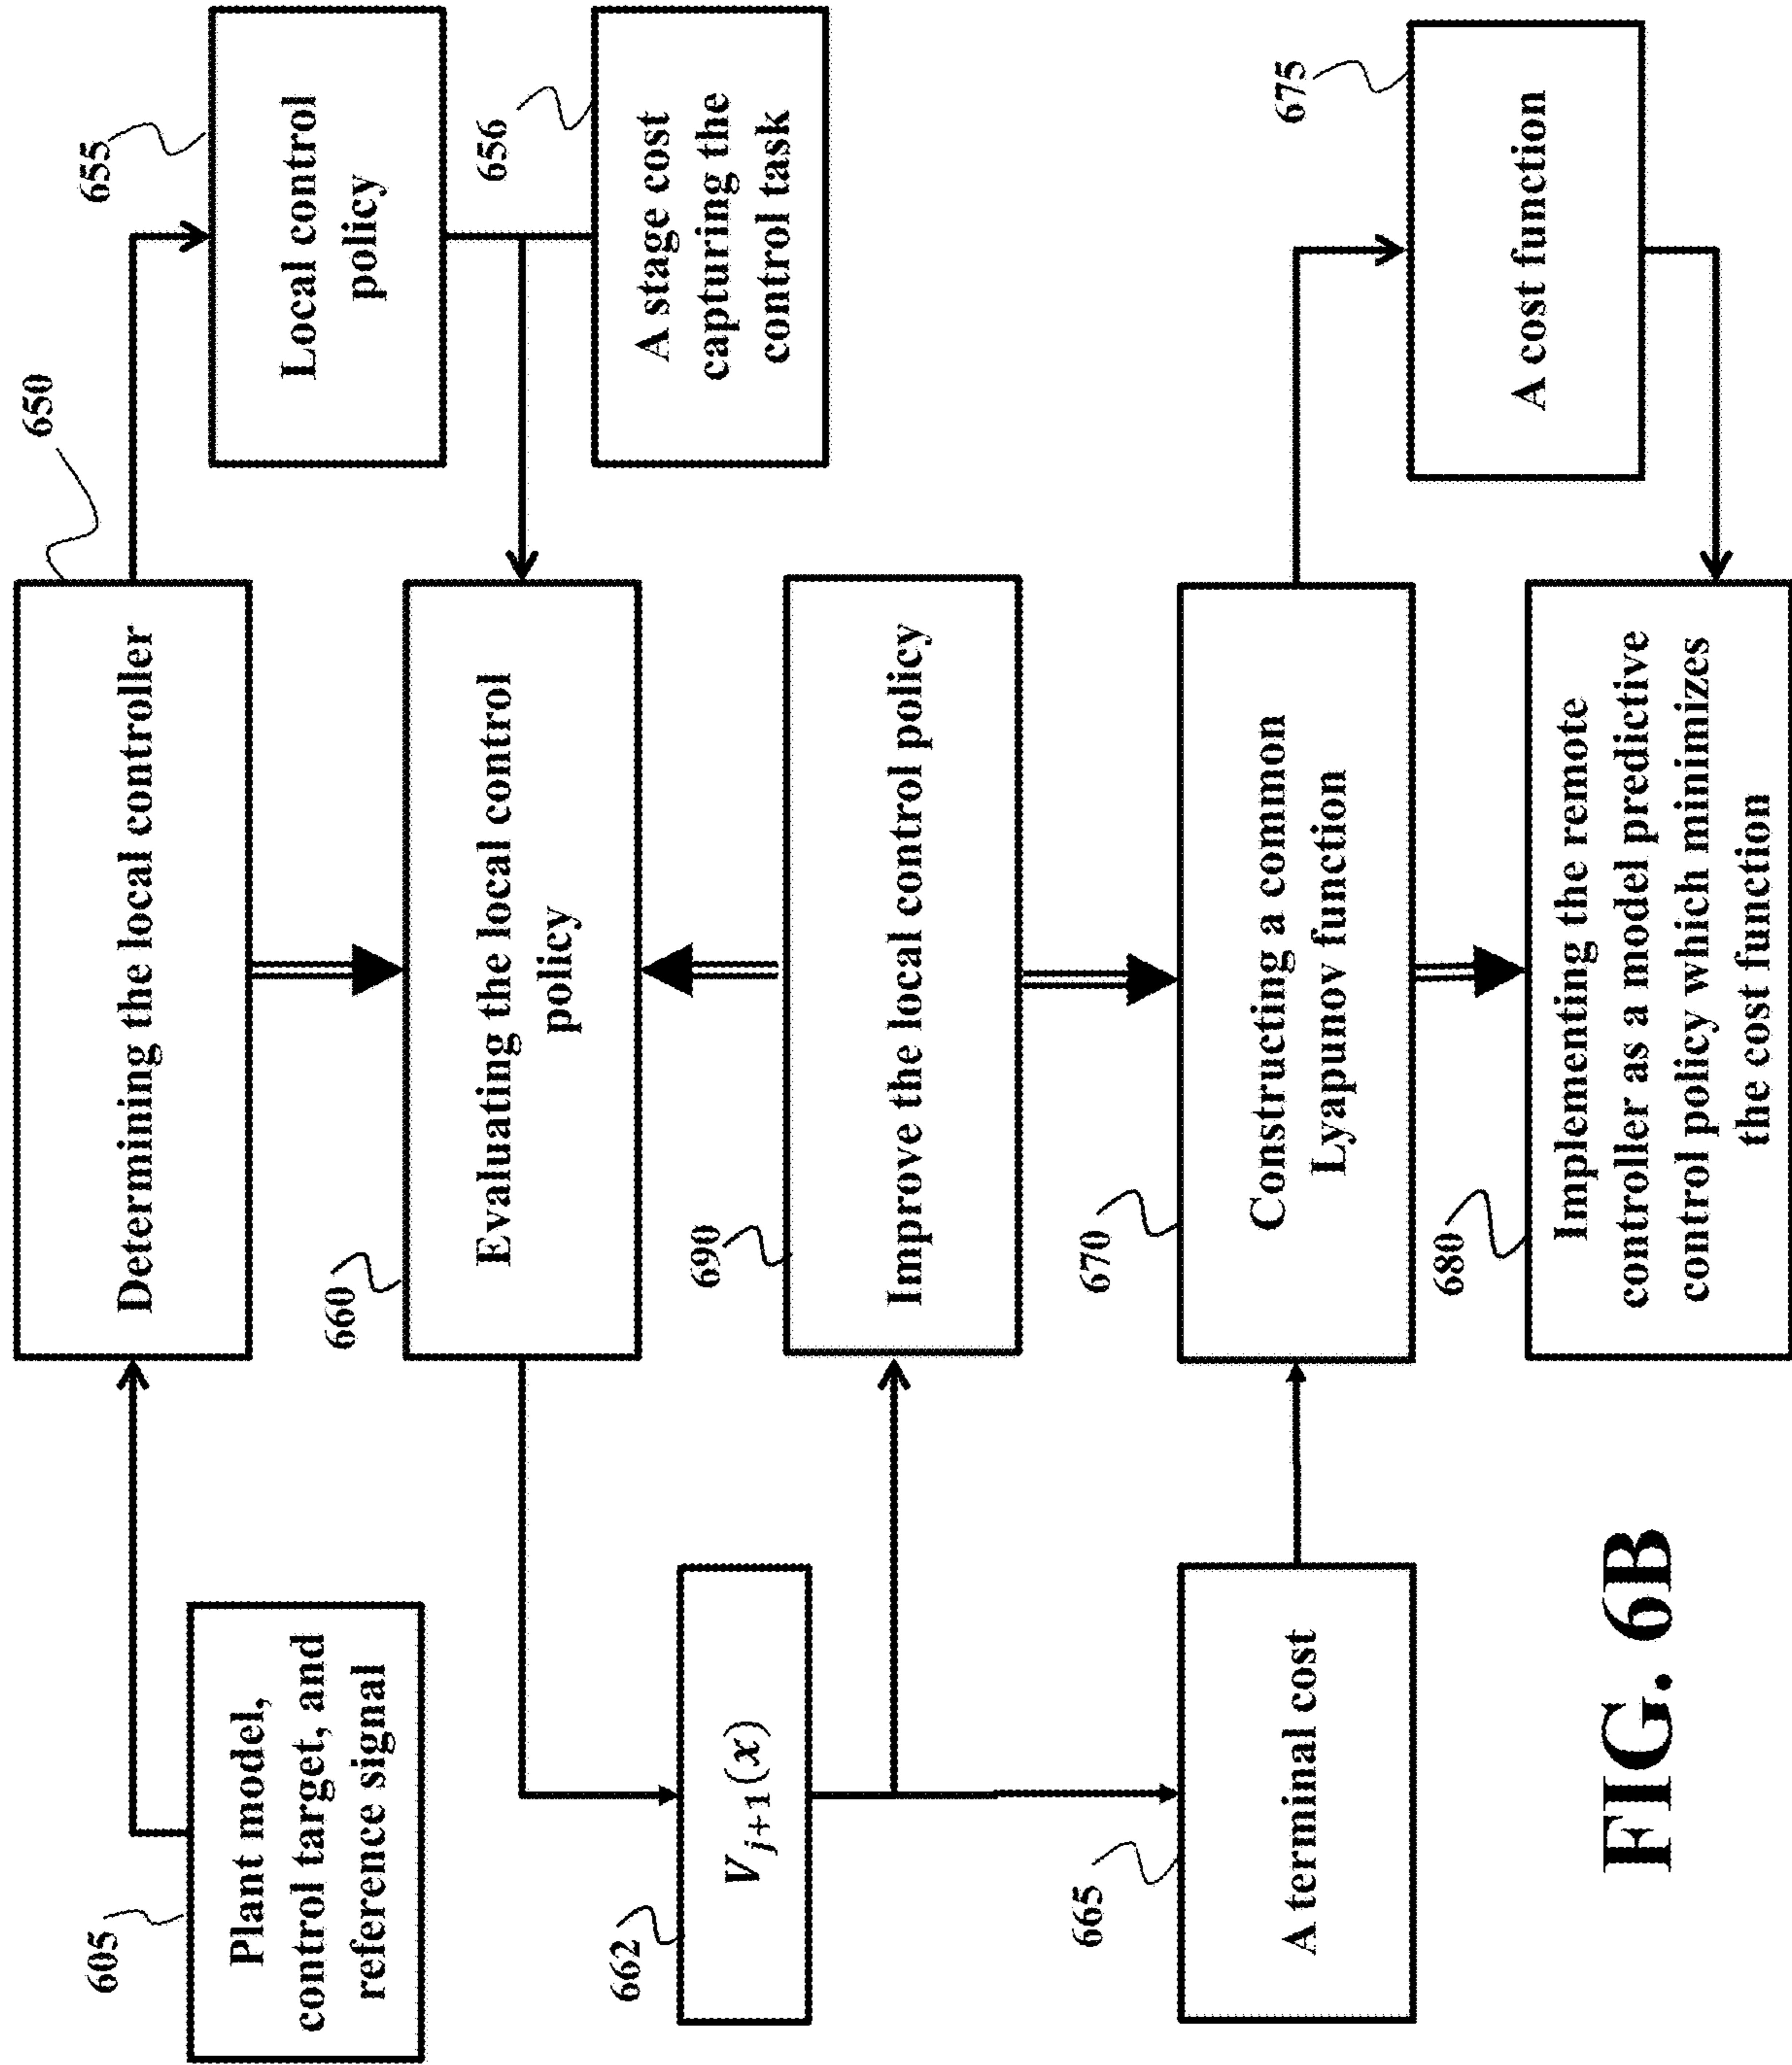 605
Plant model,
control target, and
reference signal
650
Determining the local controller
655
Local control
policy
656
A stage cost
capturing the
control task
660
Evaluating the local control
policy
662
V_{j+1}(x)
690
Improve the local control policy
665
A terminal cost
670
Constructing a common
Lyapunov function
675
A cost function
680
Implementing the remote
controller as a model predictive
control policy which minimizes
the cost function
FIG. 6B